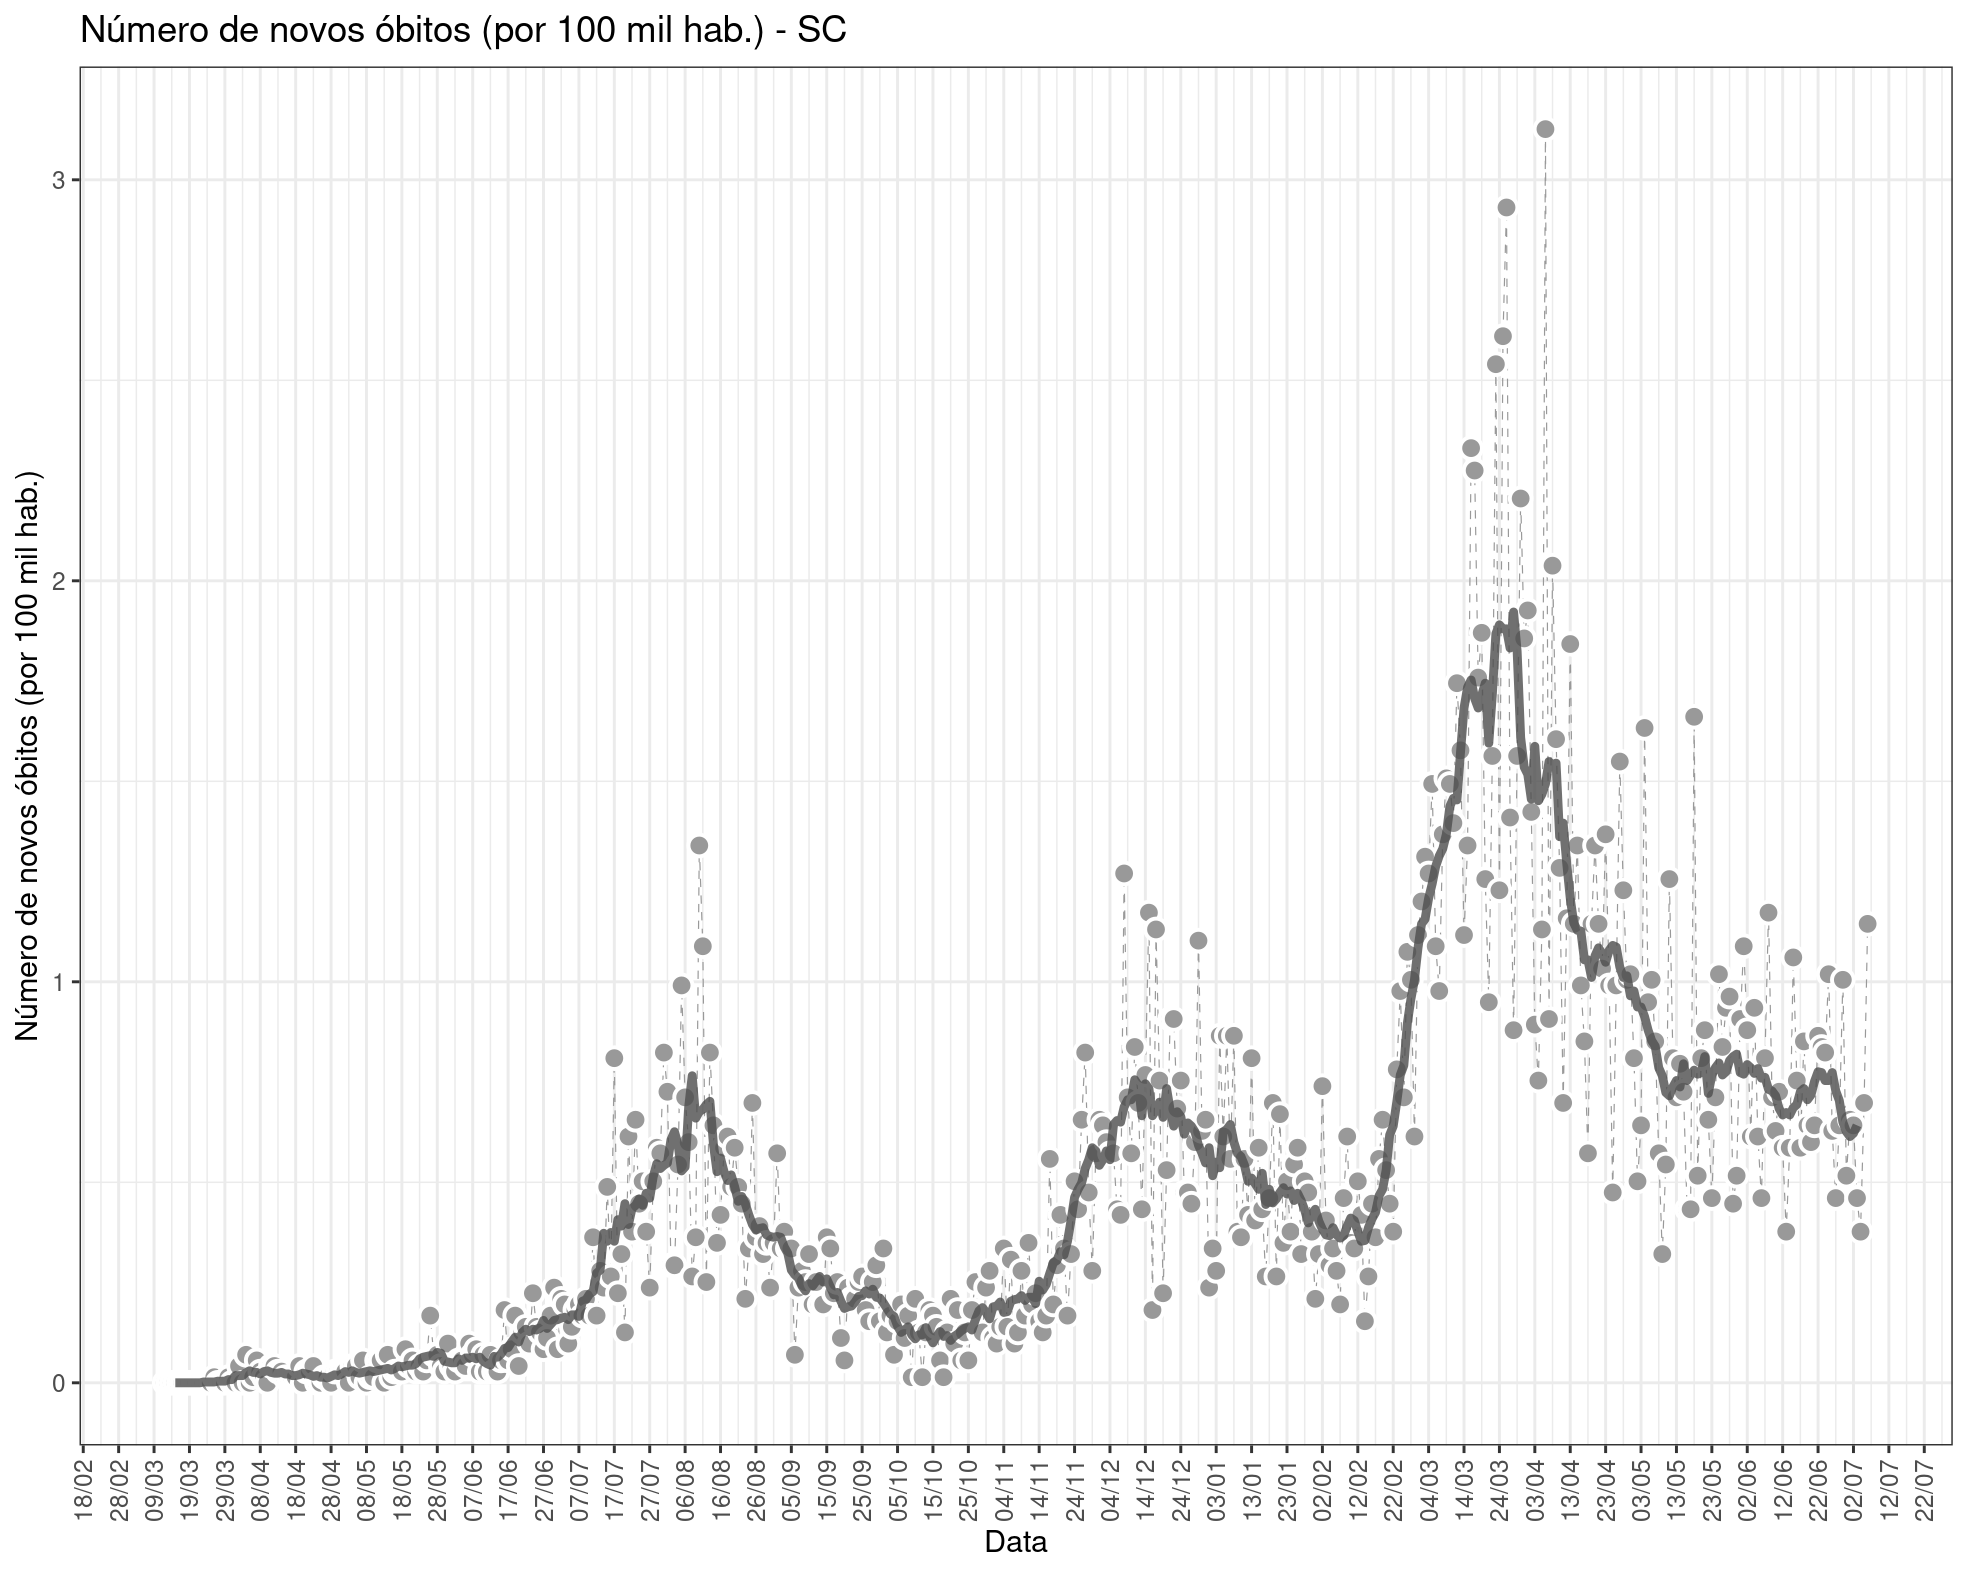 Número de novos óbitos (por 100 mil hab.) - SC
Número de novos óbitos (por 100 mil hab.)
3
2
1
0
18/02 28/02 09/03 19/03 29/03 08/04 18/04 28/04 08/05 18/05 28/05 07/06 17/06 27/06 07/07 17/07 27/07 06/08 16/08 26/08 05/09 15/09 25/09 05/10 15/10 25/10 04/11 14/11 24/11 04/12 14/12 24/12 03/01 13/01 23/01 02/02 12/02 22/02 04/03 14/03 24/03 03/04 13/04 23/04 03/05 13/05 23/05 02/06 12/06 22/06 02/07 12/07 22/07
Data